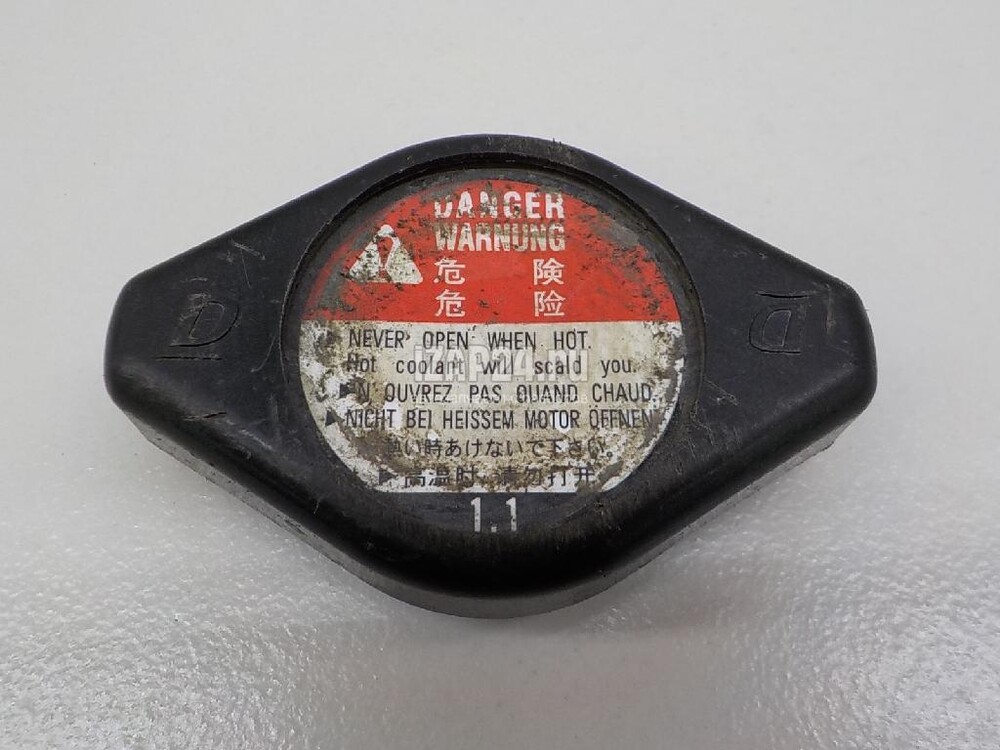 DANGER
WARNUNG
危 険
危 险
NEVER OPEN WHEN HOT.
Hot coolant will scald you.
▶N'OUVREZ PAS QUAND CHAUD.
▶NICHT BEI HEISSEM MOTOR ÖFFNEN
熱い時あけないで下さい。
▶高温时，请勿打开
1.1
D
D
IZAP24.RU